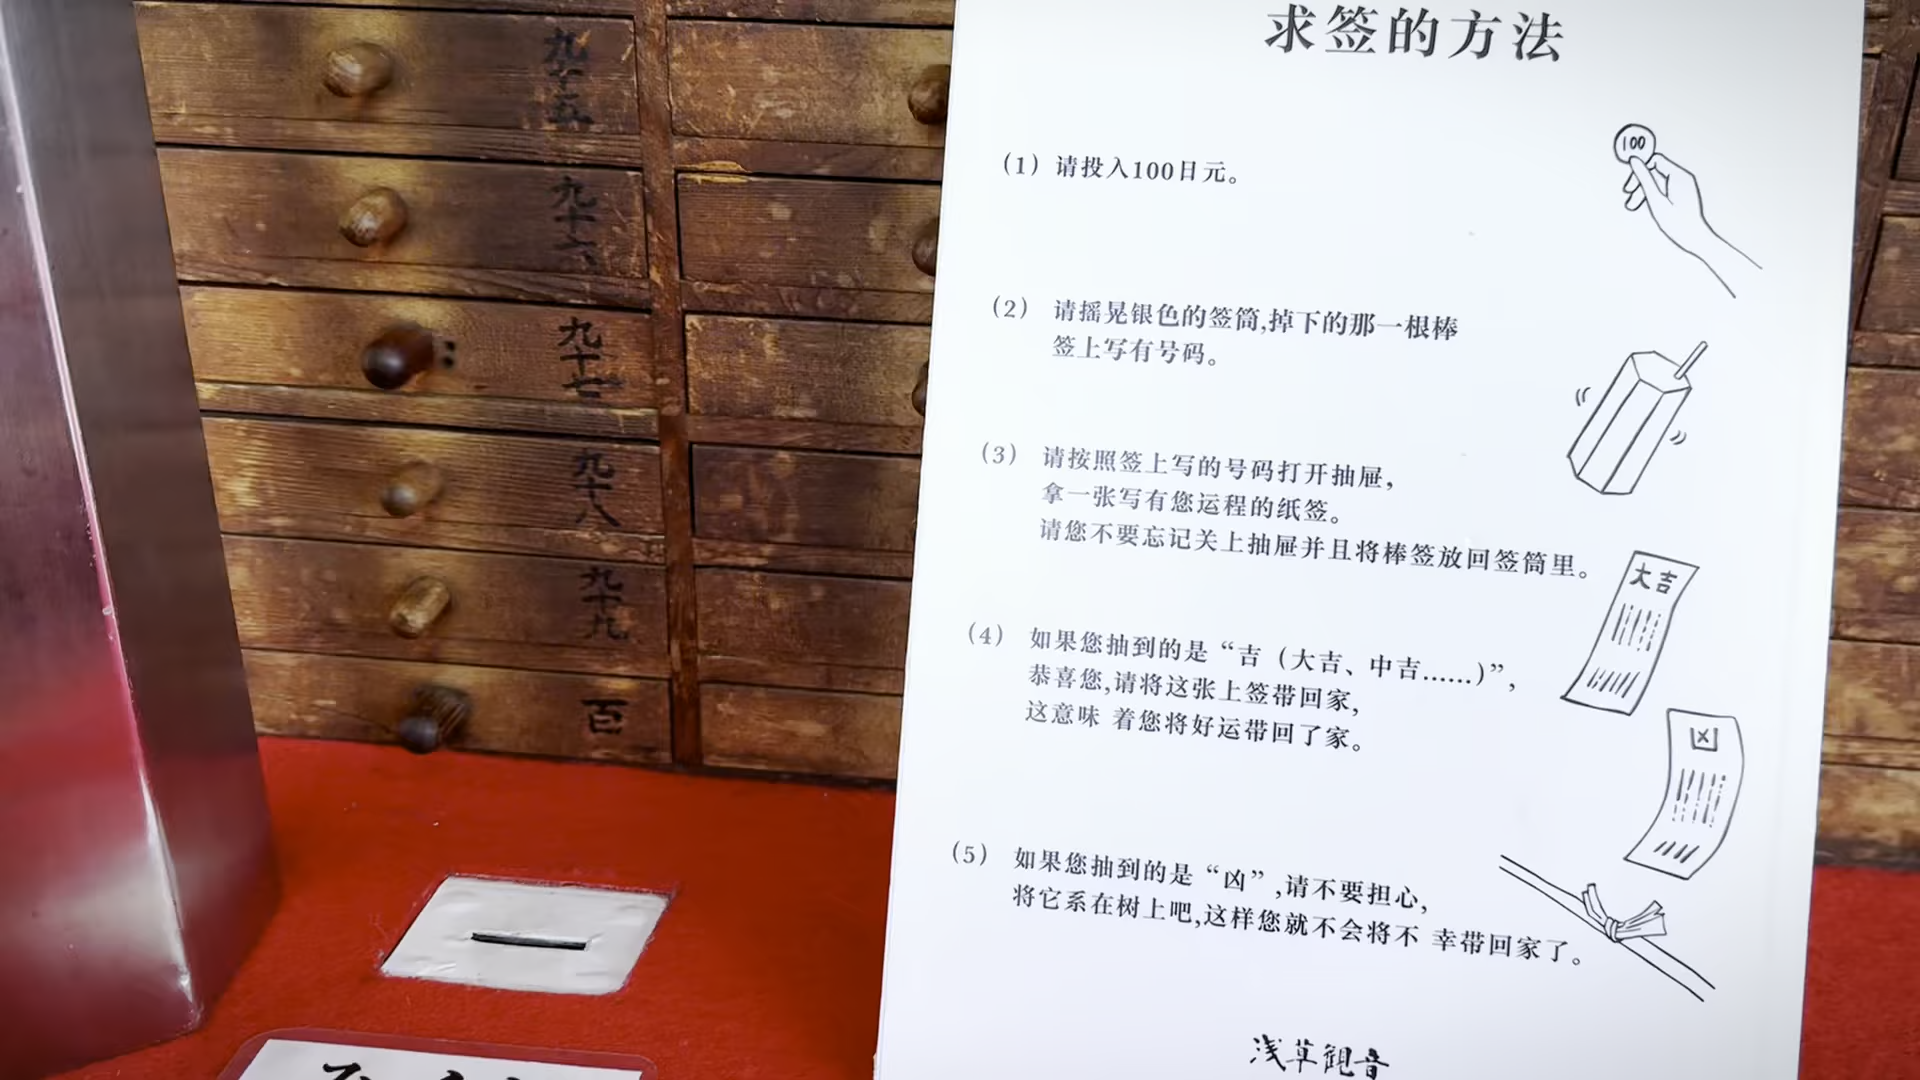 九十五
九十六
九十七
九十八
九十九
百
求签的方法
(1) 请投入100日元。
100
(2) 请摇晃银色的签筒,掉下的那一根棒
签上写有号码。
(3) 请按照签上写的号码打开抽屉，
拿一张写有您运程的纸签。
请您不要忘记关上抽屉并且将棒签放回签筒里。
大吉
(4) 如果您抽到的是“吉（大吉、中吉……）”，
恭喜您,请将这张上签带回家，
这意味 着您将好运带回了家。
凶
(5) 如果您抽到的是“凶”,请不要担心，
将它系在树上吧,这样您就不会将不 幸带回家了。
浅草観音